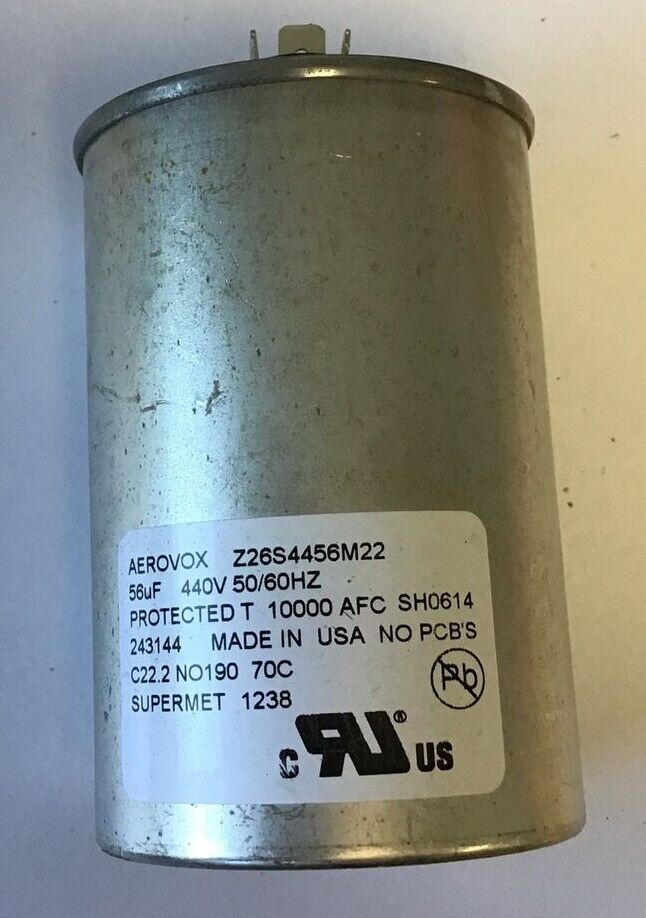 AEROVOX Z26S4456M22
56uF 440V 50/60HZ
PROTECTED T 10000 AFC SH0614
243144 MADE IN USA NO PCB'S
C22.2 NO190 70C
Pb
SUPERMET 1238
C RU® US